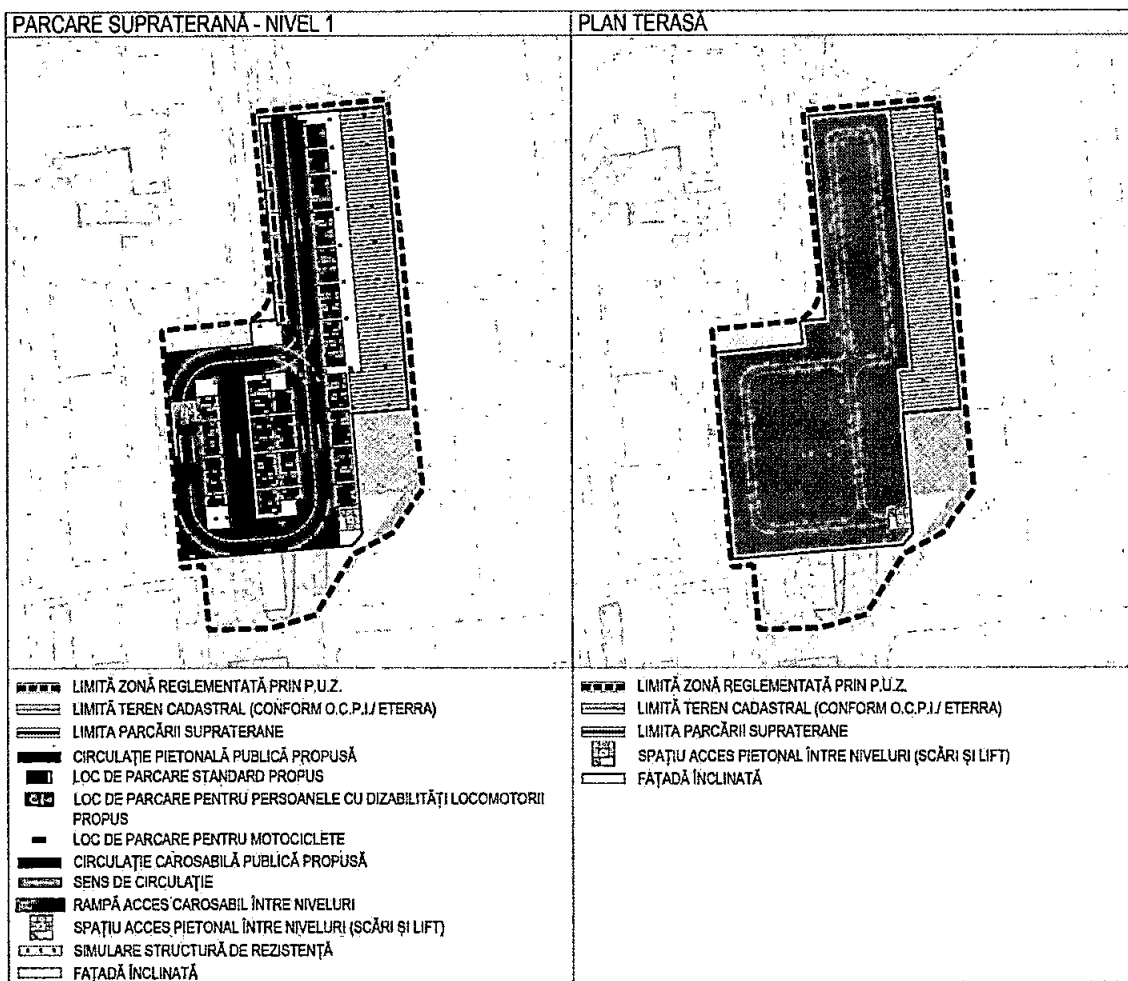 PARCARE SUPRATERANĂ - NIVEL 1
PLAN TERASĂ
LIMITĂ ZONĂ REGLEMENTATĂ PRIN P.U.Z.
LIMITĂ TEREN CADASTRAL (CONFORM O.C.P.I./ ETERRA)
LIMITA PARCĂRII SUPRATERANE
CIRCULAȚIE PIETONALĂ PUBLICĂ PROPUSĂ
LOC DE PARCARE STANDARD PROPUS
LOC DE PARCARE PENTRU PERSOANELE CU DIZABILITĂȚI LOCOMOTORII
PROPUS
LOC DE PARCARE PENTRU MOTOCICLETE
CIRCULAȚIE CAROSABILĂ PUBLICĂ PROPUSĂ
SENS DE CIRCULAȚIE
RAMPĂ ACCES CAROSABIL ÎNTRE NIVELURI
SPAȚIU ACCES PIETONAL ÎNTRE NIVELURI (SCĂRI ȘI LIFT)
SIMULARE STRUCTURĂ DE REZISTENȚĂ
FAȚADĂ ÎNCLINATĂ
LIMITĂ ZONĂ REGLEMENTATĂ PRIN P.U.Z.
LIMITĂ TEREN CADASTRAL (CONFORM O.C.P.I./ ETERRA)
LIMITA PARCĂRII SUPRATERANE
SPAȚIU ACCES PIETONAL ÎNTRE NIVELURI (SCĂRI ȘI LIFT)
FAȚADĂ ÎNCLINATĂ